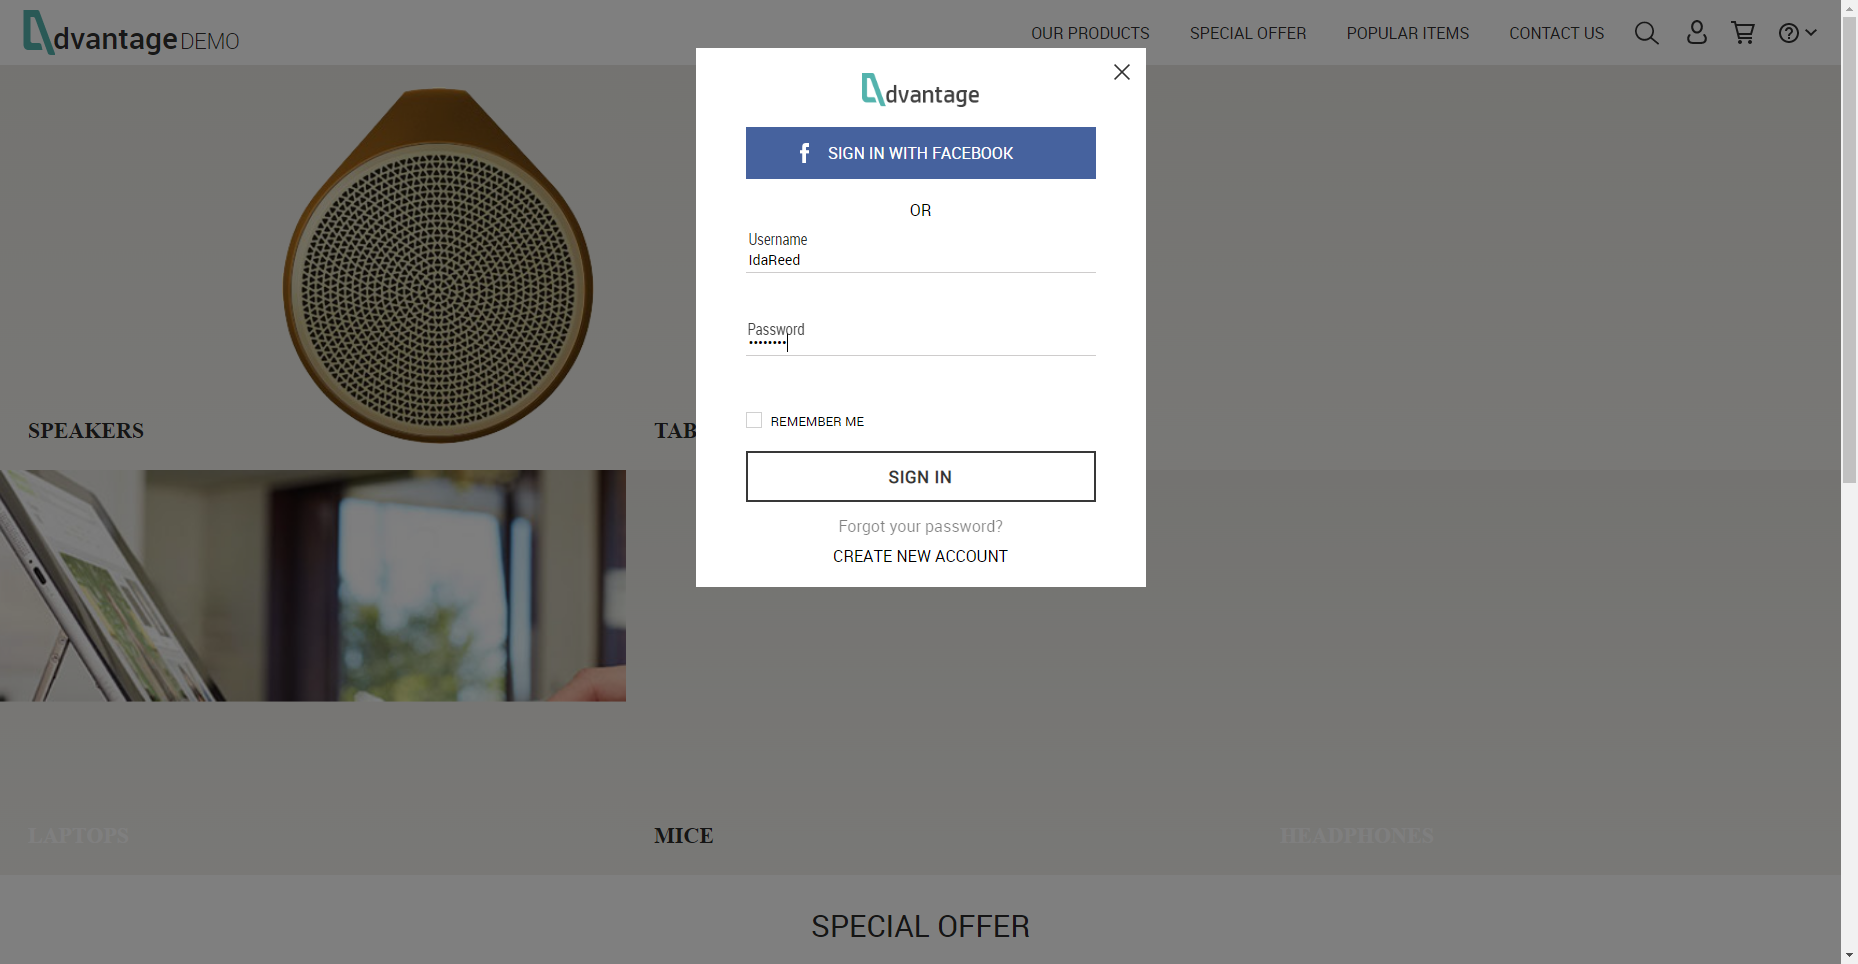 dvantage DEMO
OUR PRODUCTS SPECIAL OFFER POPULAR ITEMS CONTACT US
dvantage
SIGN IN WITH FACEBOOK
OR
Username
IdaReed
Password
••••••••
REMEMBER ME
SIGN IN
Forgot your password?
CREATE NEW ACCOUNT
SPEAKERS
TAB
LAPTOPS
MICE
HEADPHONES
SPECIAL OFFER